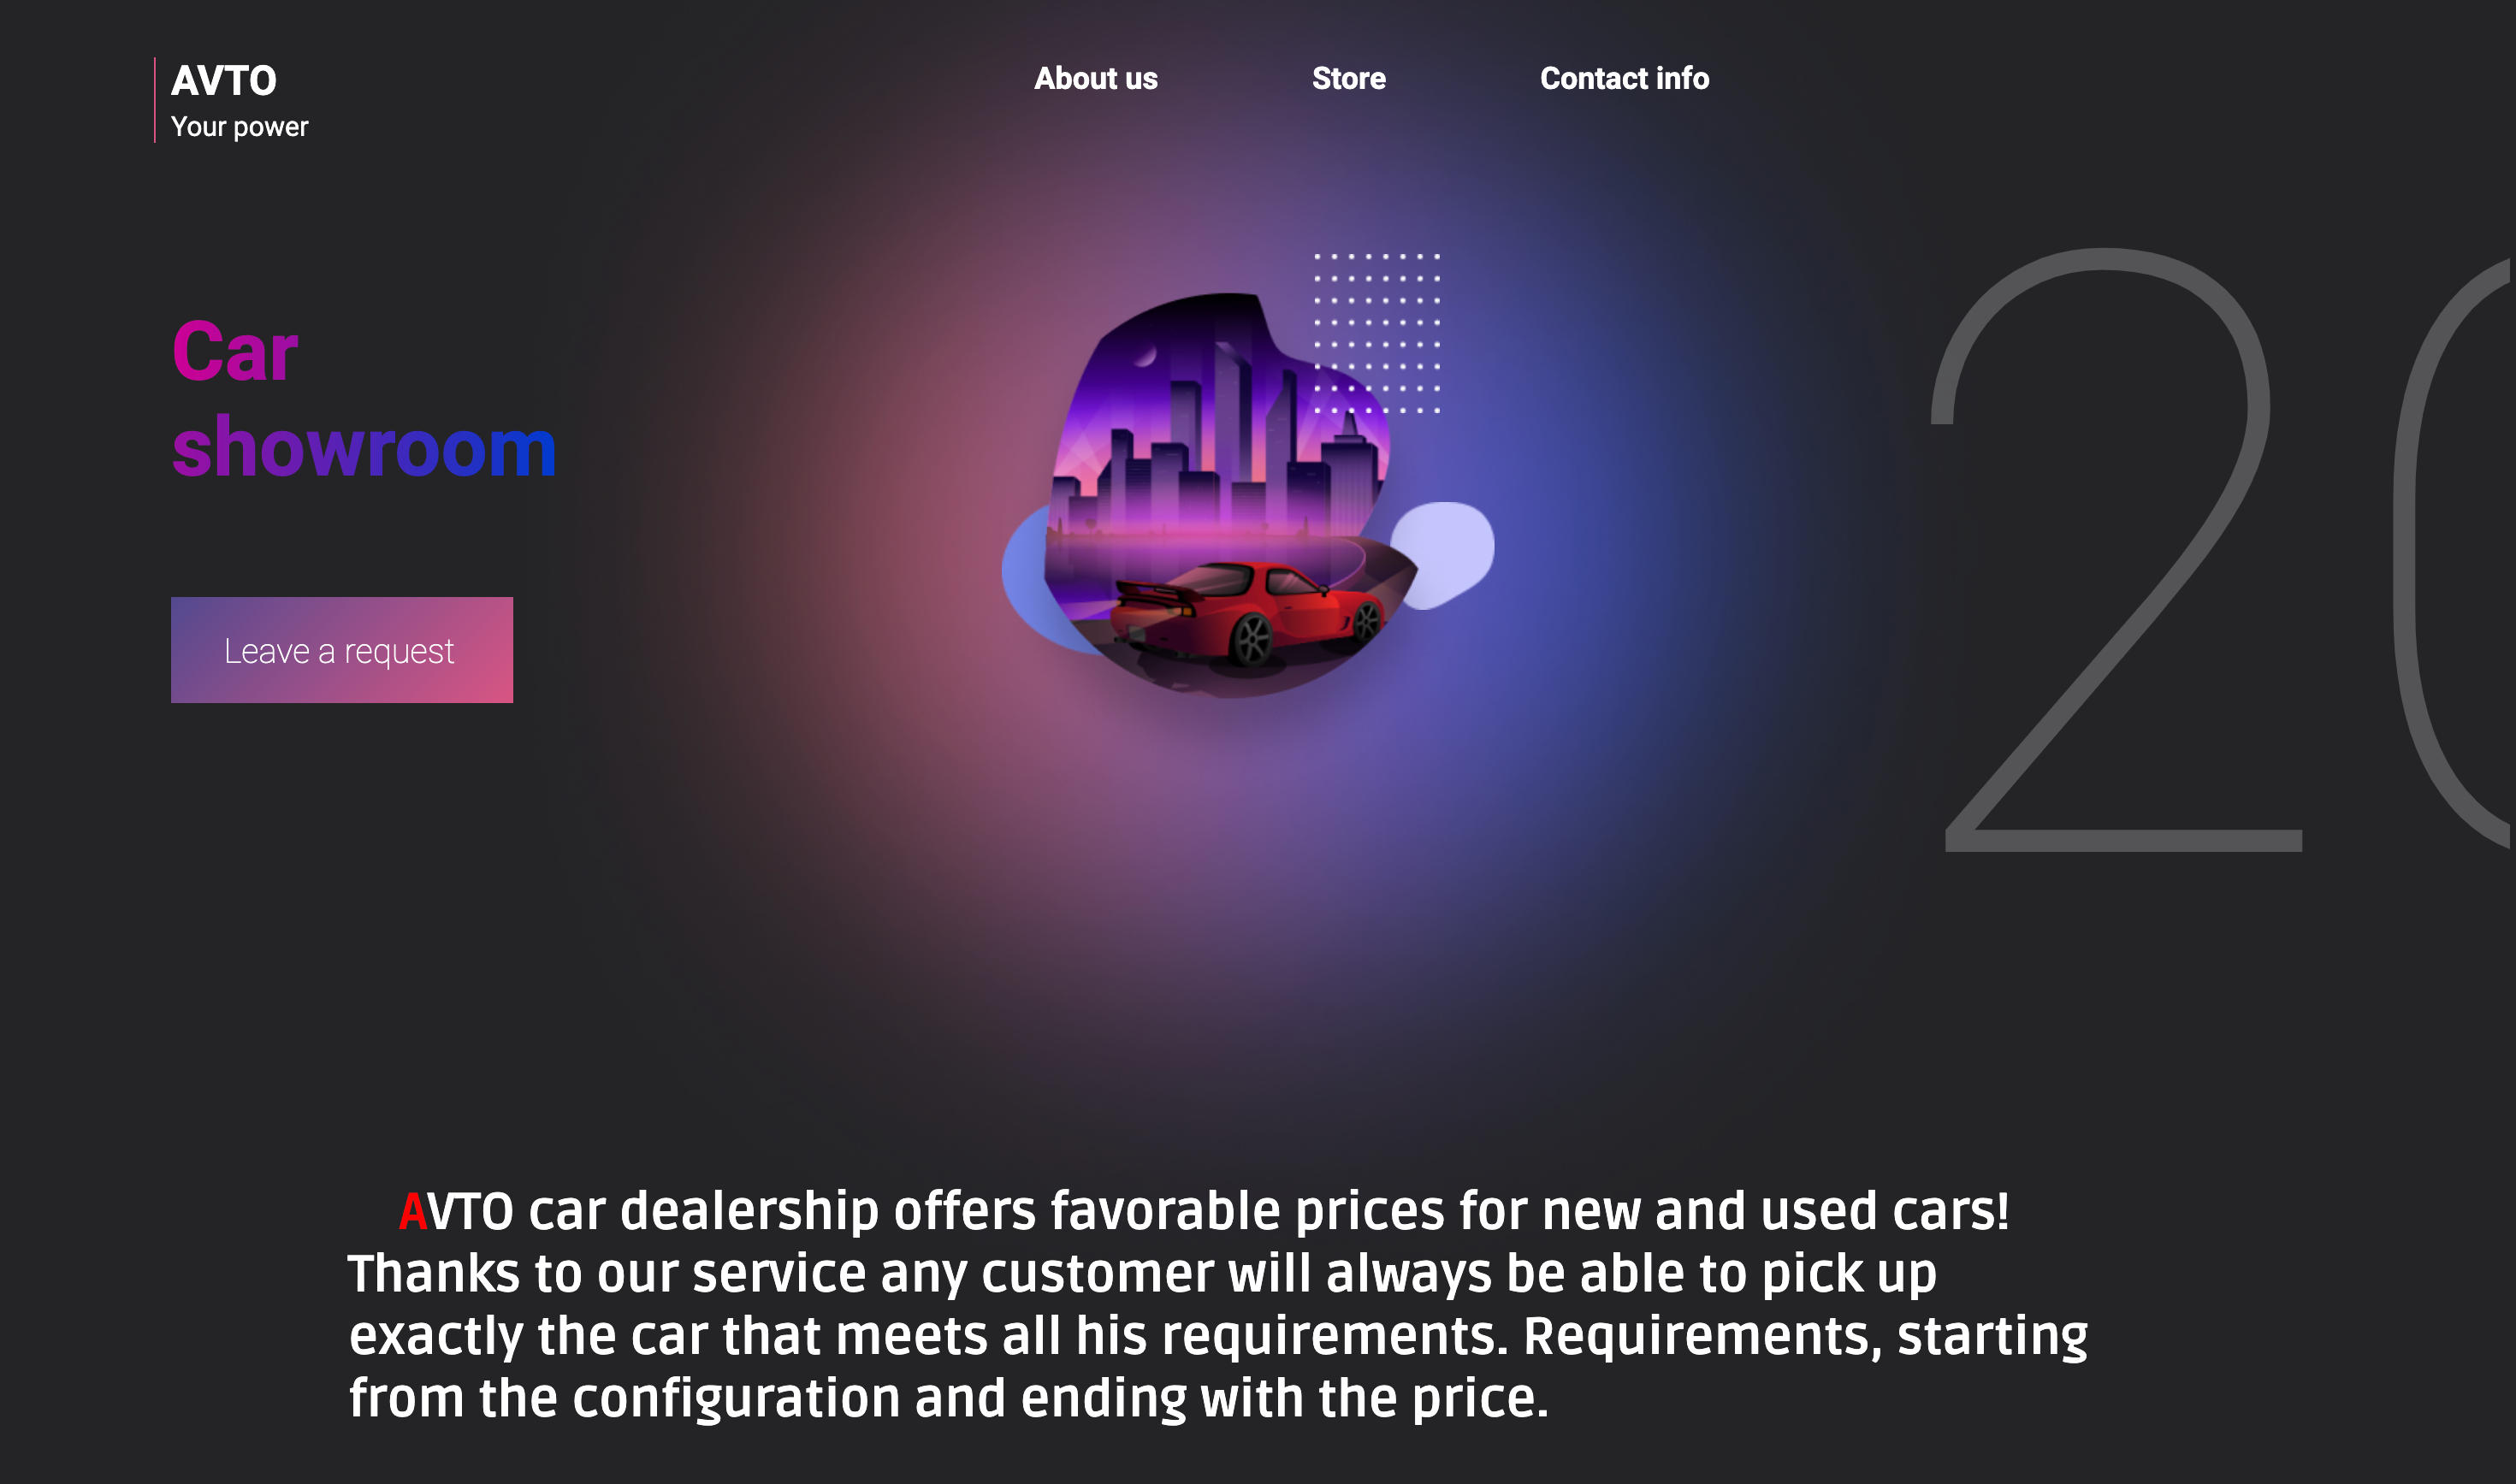 AVTO
Your power
About us
Store
Contact info
Car
showroom
Leave a request
20
AVTO car dealership offers favorable prices for new and used cars!
Thanks to our service any customer will always be able to pick up
exactly the car that meets all his requirements. Requirements, starting
from the configuration and ending with the price.